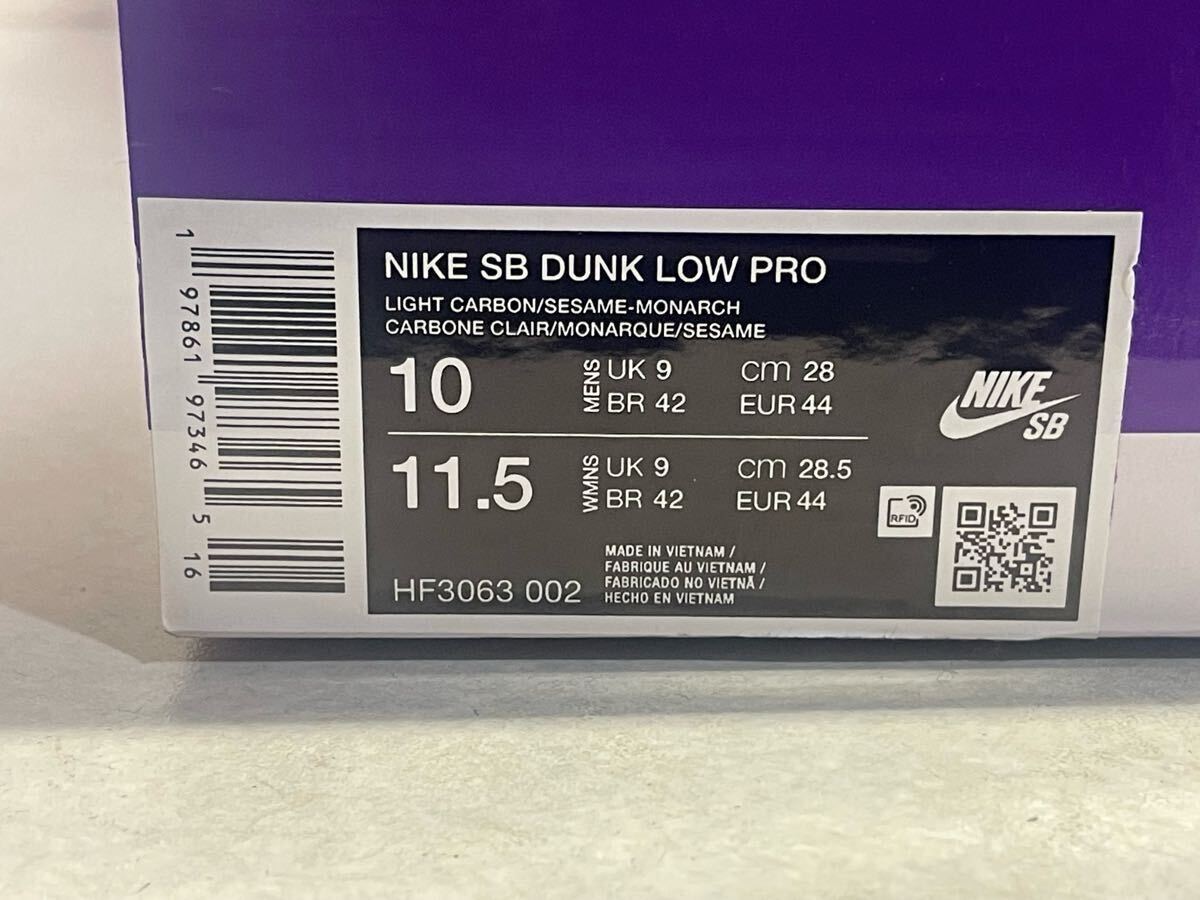 NIKE SB DUNK LOW PRO
LIGHT CARBON/SESAME-MONARCH
CARBONE CLAIR/MONARQUE/SESAME
10 MENS UK 9 cm 28
BR 42 EUR 44
11.5 WMNS UK 9 cm 28.5
BR 42 EUR 44
NIKE
SB
RFID
MADE IN VIETNAM /
FABRIQUE AU VIETNAM /
FABRICADO NO VIETNÃ /
HECHO EN VIETNAM
HF3063 002
1 97861 97346 5 16